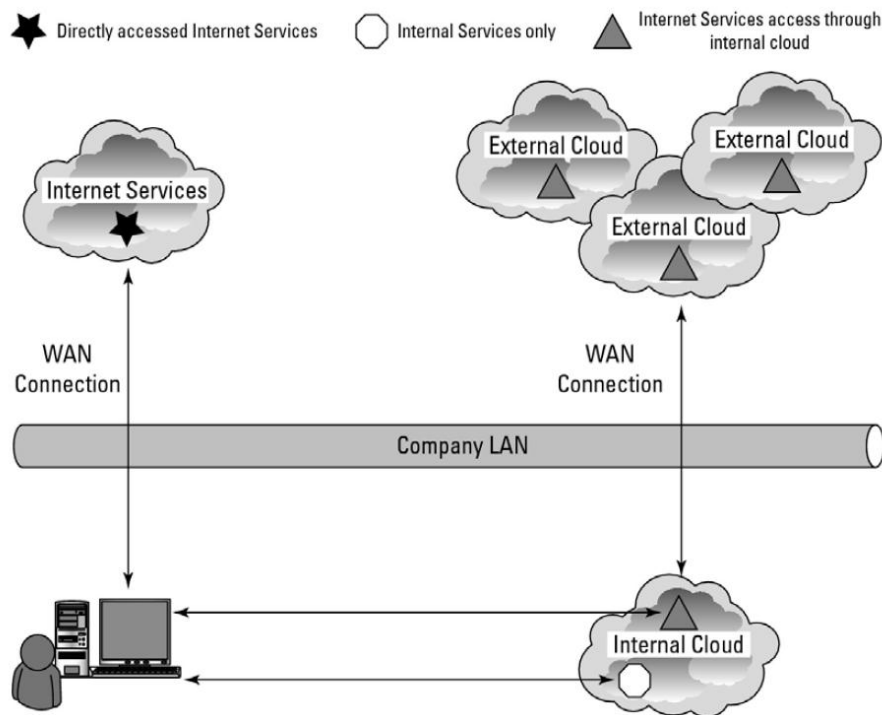 Directly accessed Internet Services
Internal Services only
Internet Services access through
internal cloud
External Cloud
External Cloud
Internet Services
External Cloud
WAN
Connection
WAN
Connection
Company LAN
Internal Cloud